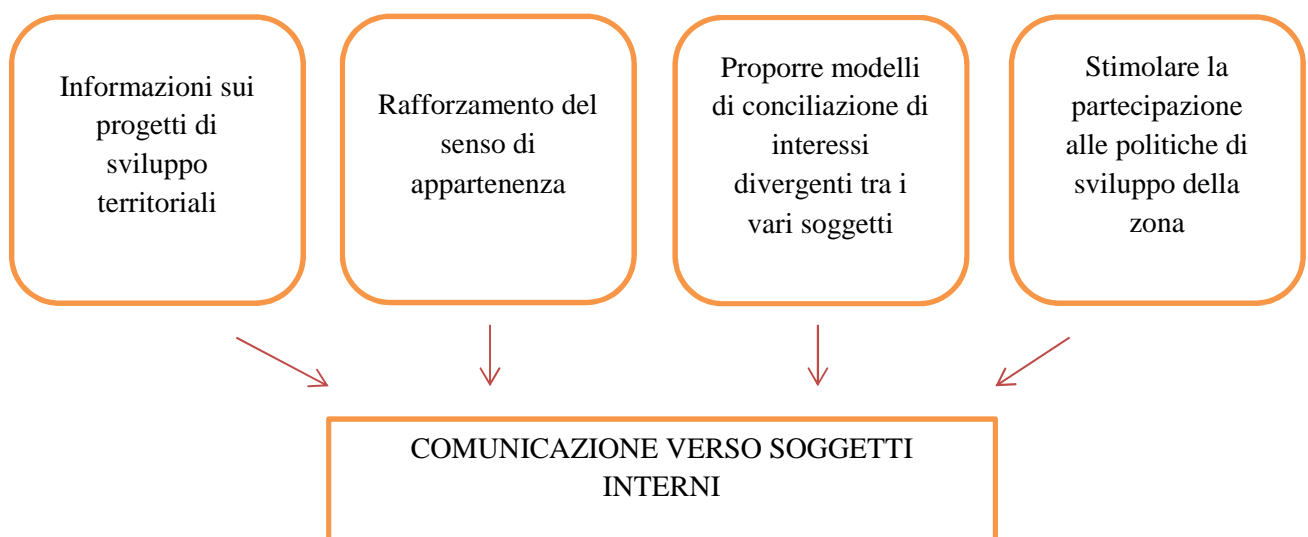 Informazioni sui
progetti di
sviluppo
territoriali
Rafforzamento del
senso di
appartenenza
Proporre modelli
di conciliazione di
interessi
divergenti tra i
vari soggetti
Stimolare la
partecipazione
alle politiche di
sviluppo della
zona
COMUNICAZIONE VERSO SOGGETTI
INTERNI